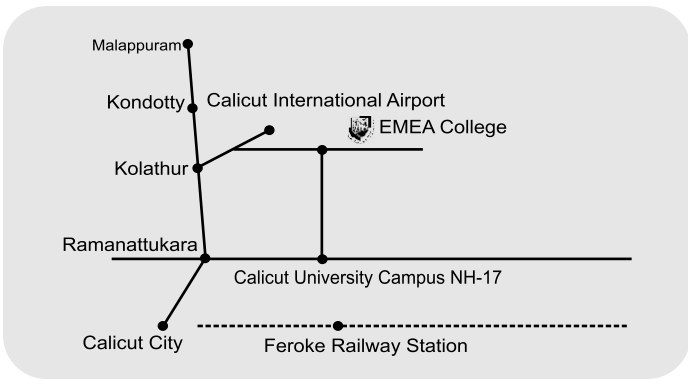 Malappuram
Kondotty
Calicut International Airport
EMEA College
Kolathur
Ramanattukara
Calicut University Campus NH-17
Calicut City
Feroke Railway Station